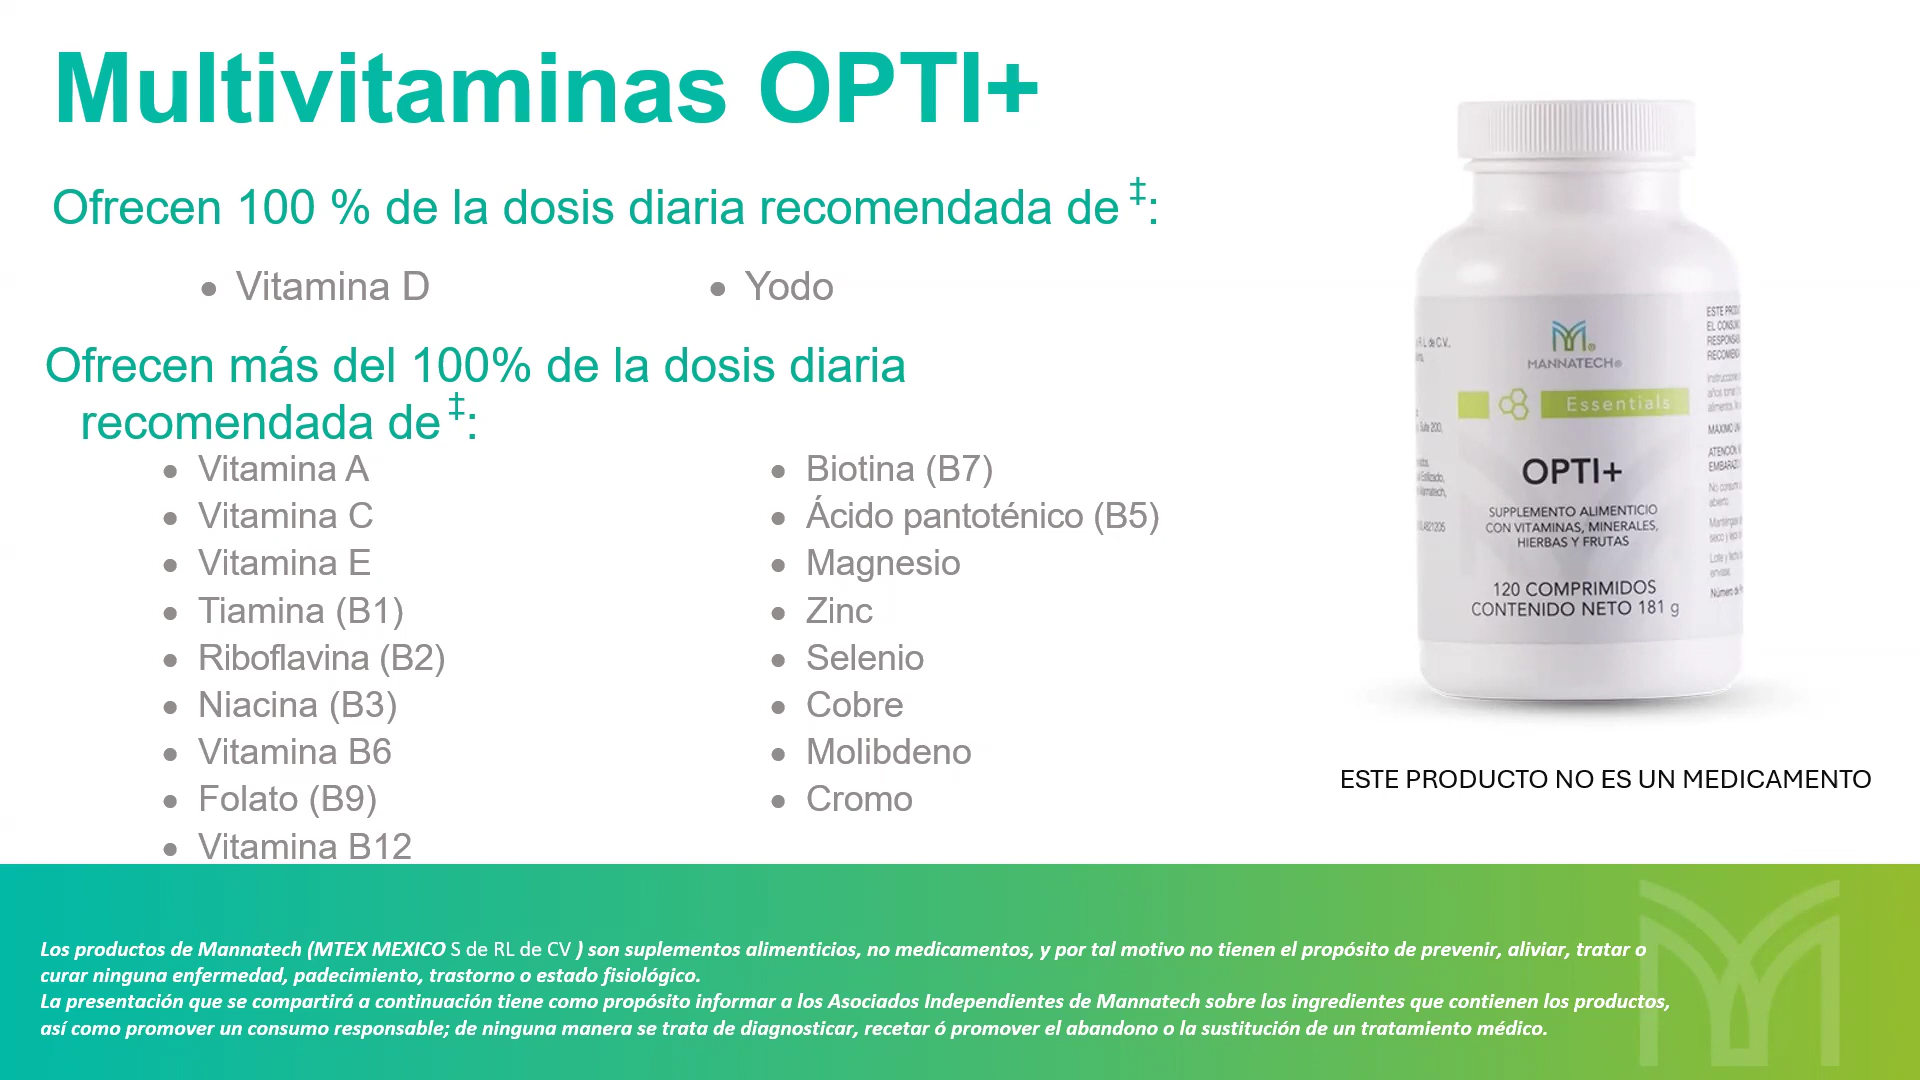 Multivitaminas OPTI+
Ofrecen 100 % de la dosis diaria recomendada de ‡:
• Vitamina D
• Yodo
Ofrecen más del 100% de la dosis diaria
recomendada de ‡:
• Vitamina A
• Vitamina C
• Vitamina E
• Tiamina (B1)
• Riboflavina (B2)
• Niacina (B3)
• Vitamina B6
• Folato (B9)
• Vitamina B12
• Biotina (B7)
• Ácido pantoténico (B5)
• Magnesio
• Zinc
• Selenio
• Cobre
• Molibdeno
• Cromo
MANNATECH®
Essentials
OPTI+
SUPPLEMENTO ALIMENTICIO
CON VITAMINAS, MINERALES,
HIERBAS Y FRUTAS
120 COMPRIMIDOS
CONTENIDO NETO 181 g
ESTE PRODUCTO NO ES UN MEDICAMENTO
Los productos de Mannatech (MTEX MEXICO S de RL de CV ) son suplementos alimenticios, no medicamentos, y por tal motivo no tienen el propósito de prevenir, aliviar, tratar o
curar ninguna enfermedad, padecimiento, trastorno o estado fisiológico.
La presentación que se compartirá a continuación tiene como propósito informar a los Asociados Independientes de Mannatech sobre los ingredientes que contienen los productos,
así como promover un consumo responsable; de ninguna manera se trata de diagnosticar, recetar ó promover el abandono o la sustitución de un tratamiento médico.